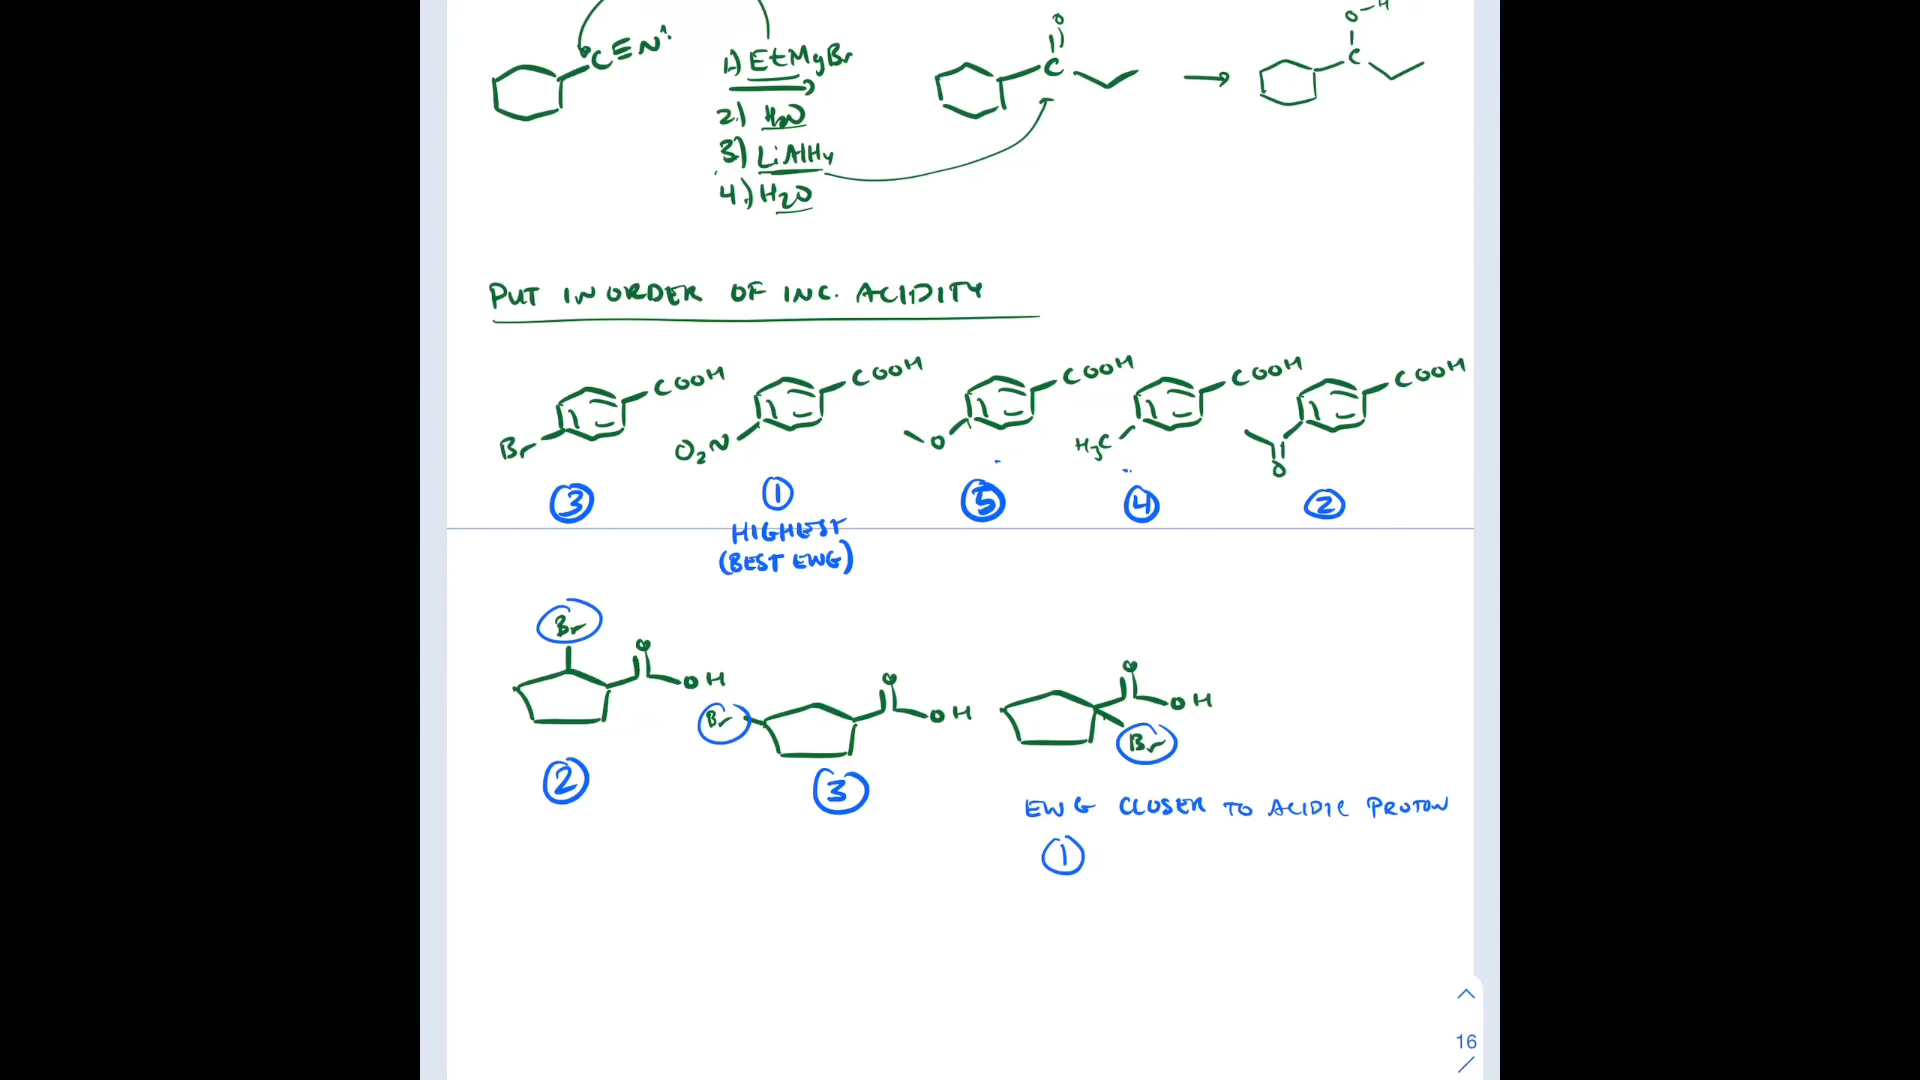 C≡N:
1.) EtMgBr
2.) H2O
3.) LiAlH4
4.) H2O
O
C
O-H
C
PUT IN ORDER OF INC. ACIDITY
COOH COOH COOH COOH COOH
Br O2N O H3C O
3 1 5 4 2
HIGHEST
(BEST EWG)
Br
O
OH
Br
O
OH
O
OH
Br
2
3
EWG CLOSER TO ACIDIC PROTON
1
16